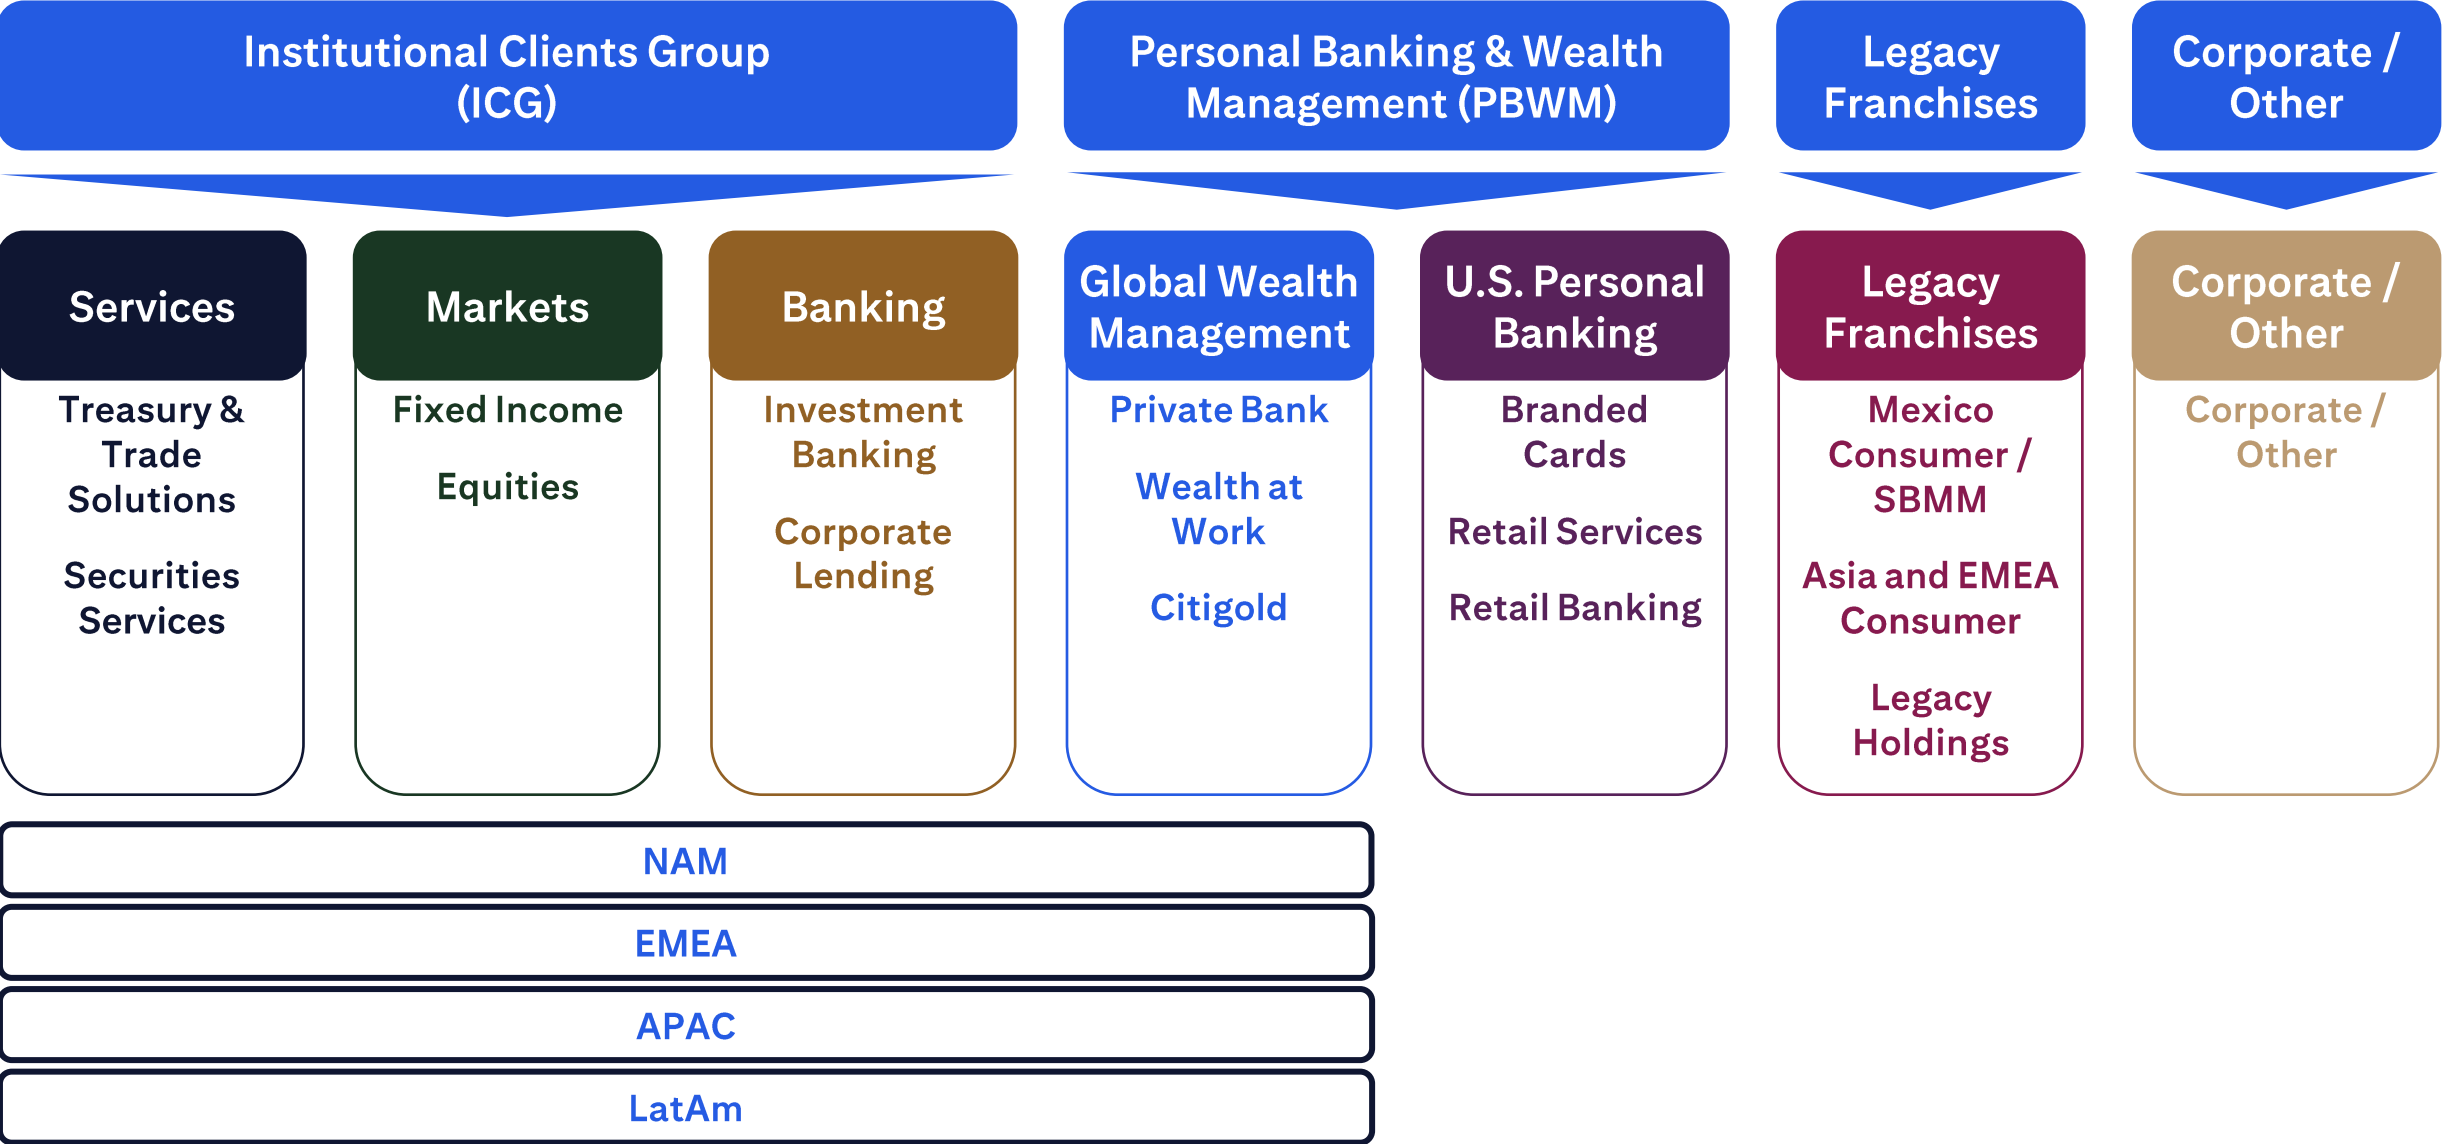 Institutional Clients Group
(ICG)
Personal Banking & Wealth
Management (PBWM)
Legacy
Franchises
Corporate /
Other
Services
Treasury &
Trade
Solutions
Securities
Services
Markets
Fixed Income
Equities
Banking
Investment
Banking
Corporate
Lending
Global Wealth
Management
Private Bank
Wealth at
Work
Citigold
U.S. Personal
Banking
Branded
Cards
Retail Services
Retail Banking
Legacy
Franchises
Mexico
Consumer /
SBMM
Asia and EMEA
Consumer
Legacy
Holdings
Corporate /
Other
Corporate /
Other
NAM
EMEA
APAC
LatAm